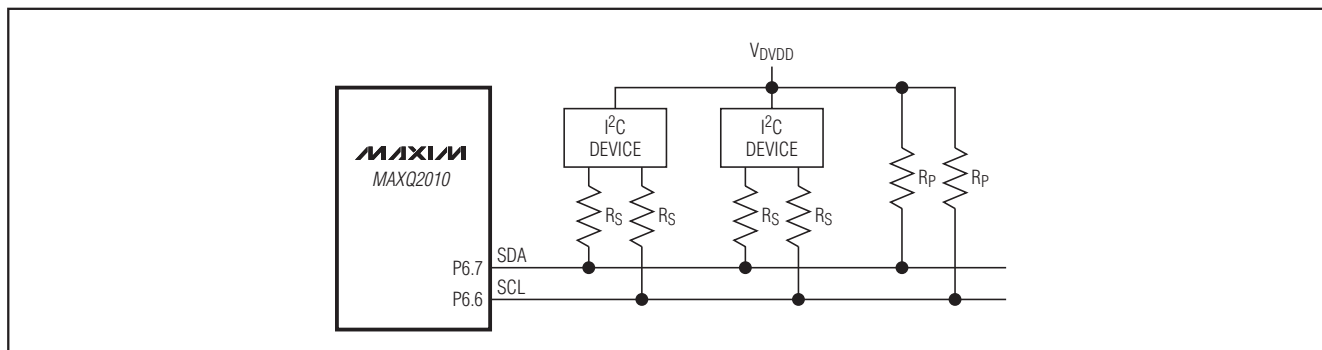 VDVDD
I²C
DEVICE
I²C
DEVICE
MAXIM
MAXQ2010
RS
RS
RS
RS
RP
RP
P6.7
SDA
P6.6
SCL